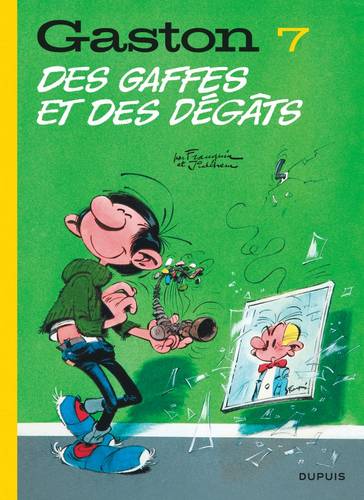 Gaston 7
DES GAFFES
ET DES DÉGÂTS
par Franquin
et Jidéhem
DUPUIS